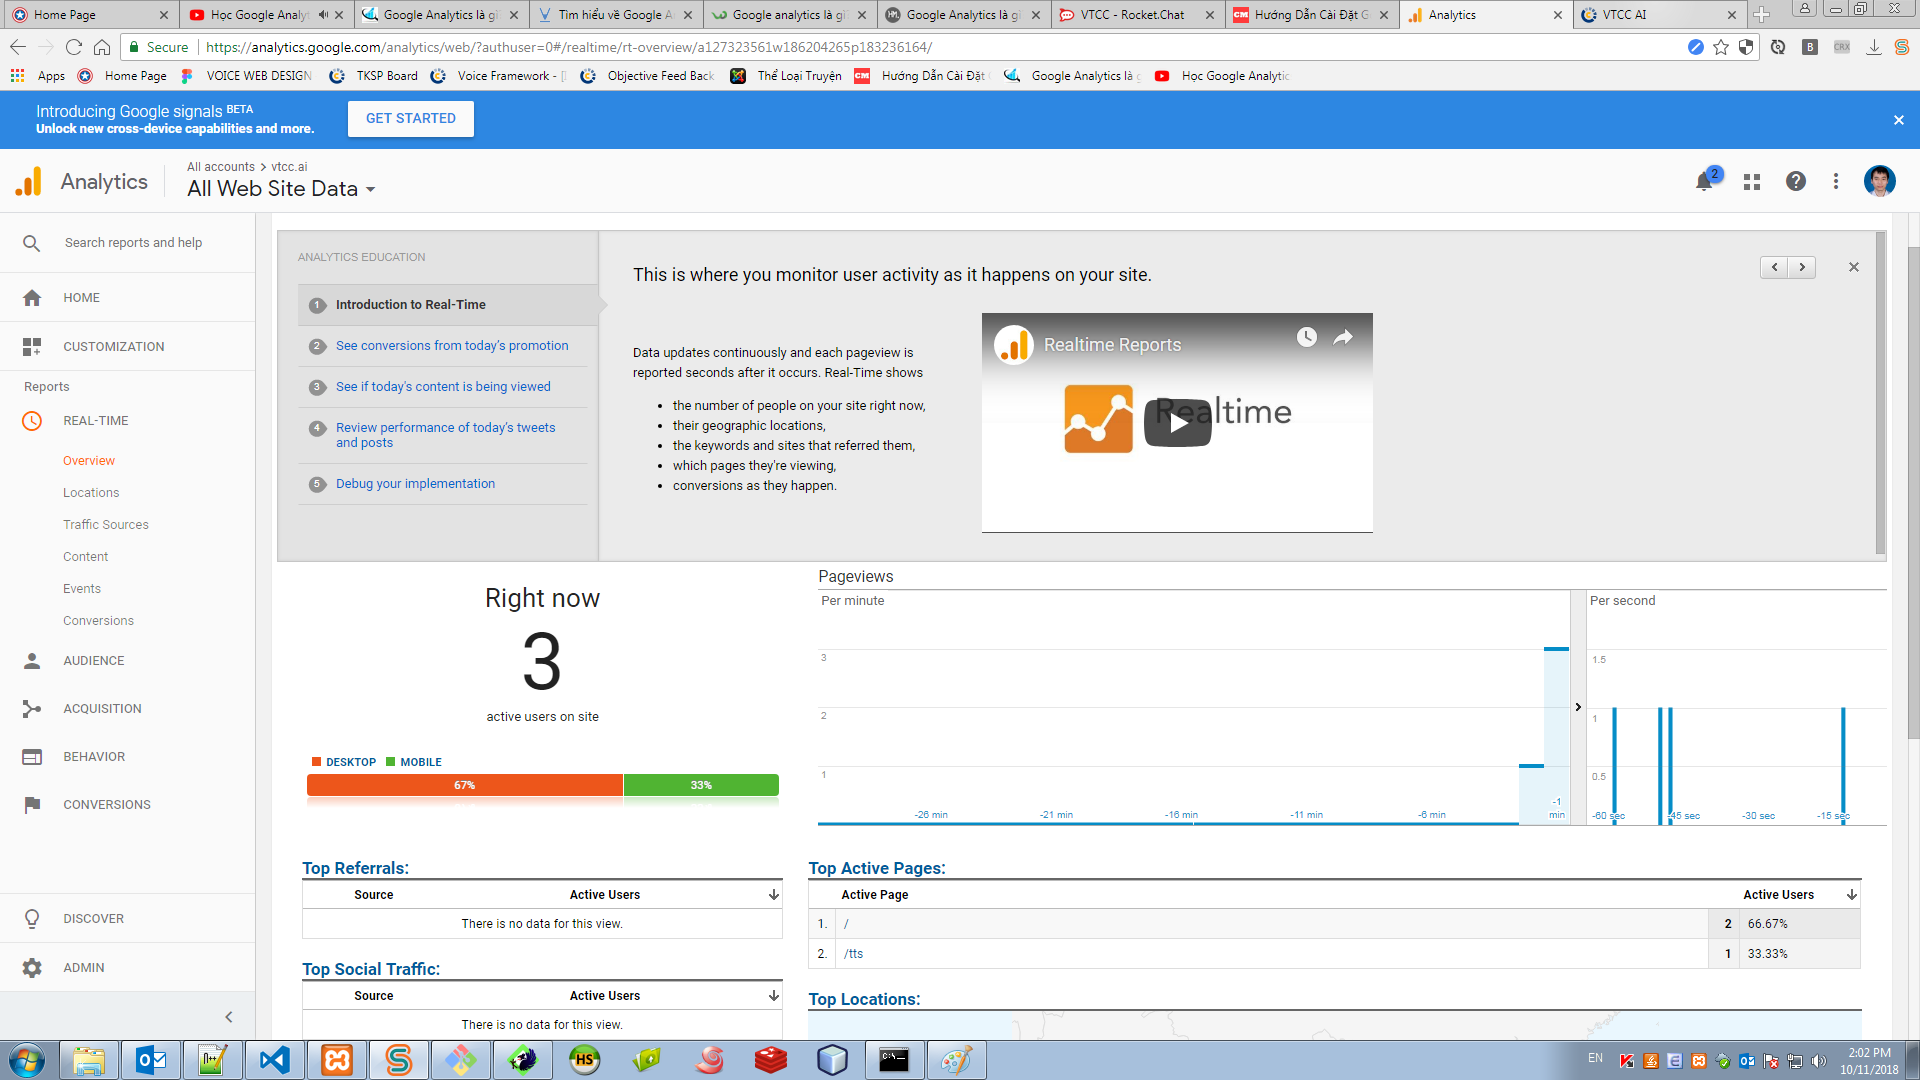 Home Page
Học Google Analyt
Google Analytics là gì
Tìm hiểu về Google A
Google analytics là gì
Google Analytics là gì
VTCC - Rocket.Chat
Hướng Dẫn Cài Đặt G
Analytics
VTCC AI
Secure
https://analytics.google.com/analytics/web/?authuser=0#/realtime/rt-overview/a127323561w186204265p183236164/
Apps
Home Page
VOICE WEB DESIGN
TKSP Board
Voice Framework - [
Objective Feed Back
Thể Loại Truyện
Hướng Dẫn Cài Đặt
Google Analytics là g
Học Google Analytic
Introducing Google signals BETA
Unlock new cross-device capabilities and more.
GET STARTED
Analytics
All accounts > vtcc.ai
All Web Site Data
2
Search reports and help
HOME
CUSTOMIZATION
Reports
REAL-TIME
Overview
Locations
Traffic Sources
Content
Events
Conversions
AUDIENCE
ACQUISITION
BEHAVIOR
CONVERSIONS
DISCOVER
ADMIN
ANALYTICS EDUCATION
1 Introduction to Real-Time
2 See conversions from today's promotion
3 See if today's content is being viewed
4 Review performance of today's tweets
and posts
5 Debug your implementation
This is where you monitor user activity as it happens on your site.
Data updates continuously and each pageview is
reported seconds after it occurs. Real-Time shows
• the number of people on your site right now,
• their geographic locations,
• the keywords and sites that referred them,
• which pages they're viewing,
• conversions as they happen.
Realtime Reports
Realtime
Right now
3
active users on site
DESKTOP MOBILE
67% 33%
Pageviews
Per minute
3
2
1
-26 min -21 min -16 min -11 min -6 min -1
min
Per second
1.5
1
0.5
-60 sec -45 sec -30 sec -15 sec
Top Referrals:
Source Active Users
There is no data for this view.
Top Social Traffic:
Source Active Users
There is no data for this view.
Top Active Pages:
Active Page Active Users
1. / 2 66.67%
2. /tts 1 33.33%
Top Locations:
EN
2:02 PM
10/11/2018